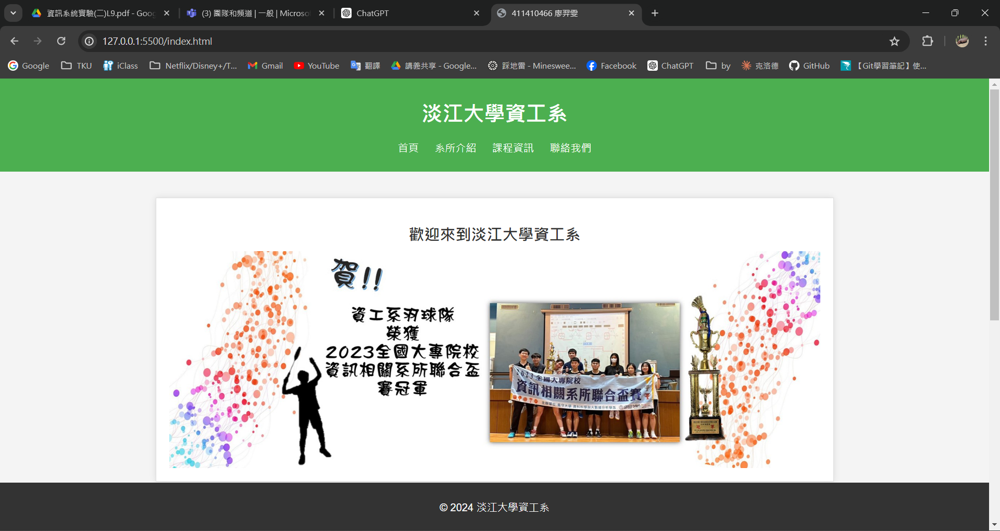 資訊系統實驗(二)L9.pdf - Goog
(3) 團隊和頻道 | 一般 | Microso
ChatGPT
411410466 廖羿雯
127.0.0.1:5500/index.html
Google
TKU
iClass
Netflix/Disney+/T...
Gmail
YouTube
翻譯
講義共享 - Google...
踩地雷 - Mineswee...
Facebook
ChatGPT
by
克洛德
GitHub
【Git學習筆記】使...
淡江大學資工系
首頁 系所介紹 課程資訊 聯絡我們
歡迎來到淡江大學資工系
賀!!
資工系羽球隊
榮獲
2023全國大專院校
資訊相關系所聯合盃
賽冠軍
2023全國大專院校
資訊相關系所聯合盃賽
冠 軍
© 2024 淡江大學資工系